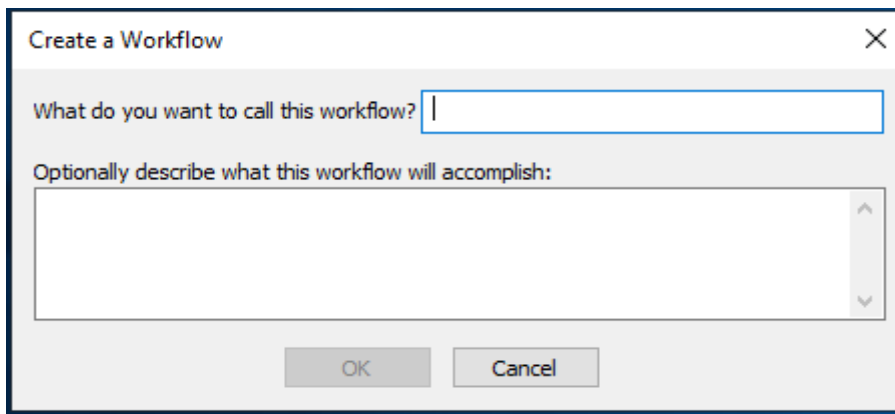 Create a Workflow
What do you want to call this workflow?
Optionally describe what this workflow will accomplish:
OK
Cancel